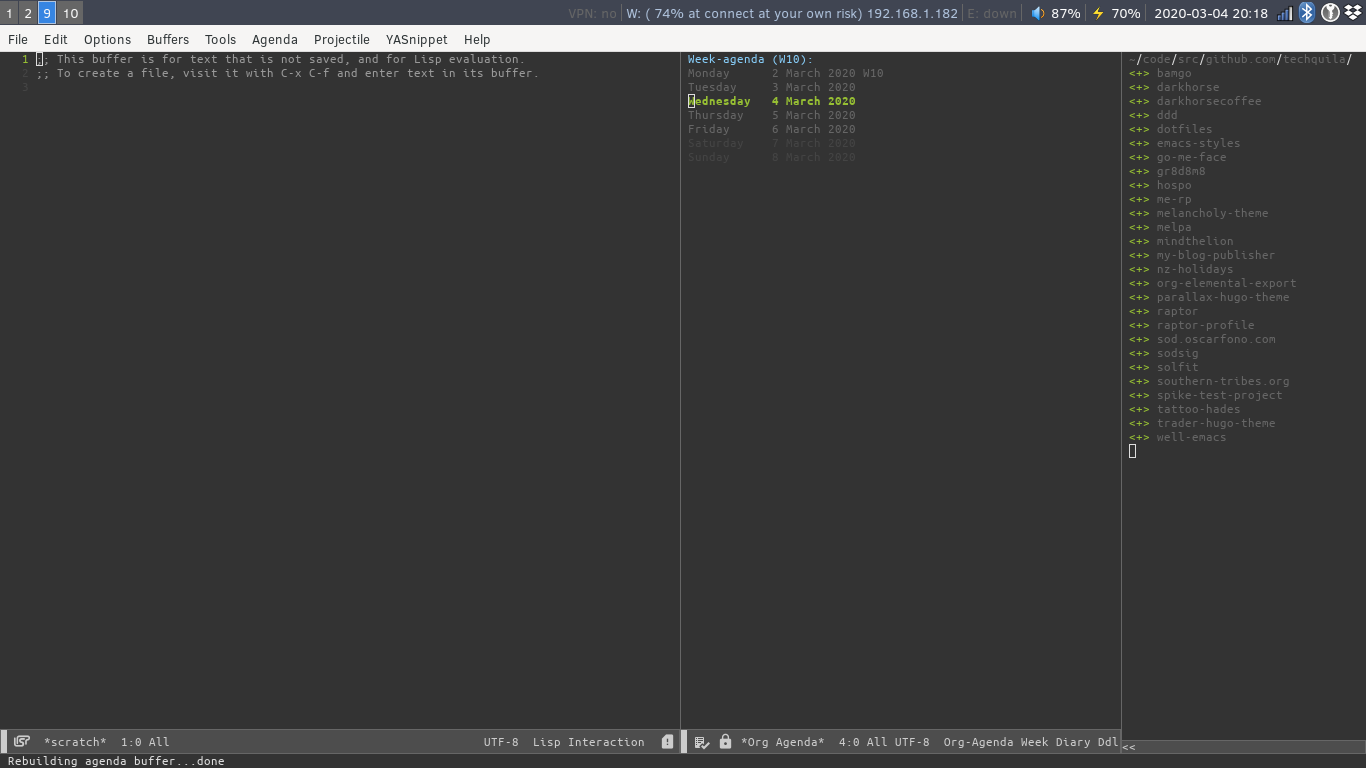 1 2 9 10 VPN: no W: ( 74% at connect at your own risk) 192.168.1.182 E: down 87% 70% 2020-03-04 20:18
File Edit Options Buffers Tools Agenda Projectile YASnippet Help
1 ;; This buffer is for text that is not saved, and for Lisp evaluation.
2 ;; To create a file, visit it with C-x C-f and enter text in its buffer.
3
Week-agenda (W10):
Monday 2 March 2020 W10
Tuesday 3 March 2020
Wednesday 4 March 2020
Thursday 5 March 2020
Friday 6 March 2020
Saturday 7 March 2020
Sunday 8 March 2020
~/code/src/github.com/techquila/
<+> bamgo
<+> darkhorse
<+> darkhorsecoffee
<+> ddd
<+> dotfiles
<+> emacs-styles
<+> go-me-face
<+> gr8d8m8
<+> hospo
<+> me-rp
<+> melancholy-theme
<+> melpa
<+> mindthelion
<+> my-blog-publisher
<+> nz-holidays
<+> org-elemental-export
<+> parallax-hugo-theme
<+> raptor
<+> raptor-profile
<+> sod.oscarfono.com
<+> sodsig
<+> solfit
<+> southern-tribes.org
<+> spike-test-project
<+> tattoo-hades
<+> trader-hugo-theme
<+> well-emacs
*scratch* 1:0 All UTF-8 Lisp Interaction
*Org Agenda* 4:0 All UTF-8 Org-Agenda Week Diary Ddl
<<
Rebuilding agenda buffer...done